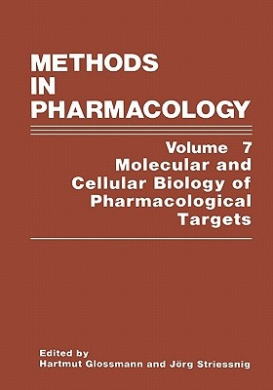 METHODS
IN
PHARMACOLOGY
Volume 7
Molecular and
Cellular Biology of
Pharmacological
Targets
Edited by
Hartmut Glossmann and Jörg Striessnig